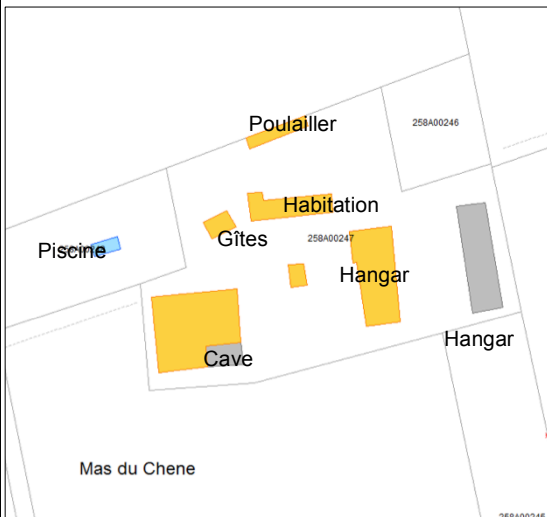 Poulailler
258A00246
Habitation
Gîtes
258A00247
Piscine
Hangar
Hangar
Cave
Mas du Chene
258A00245